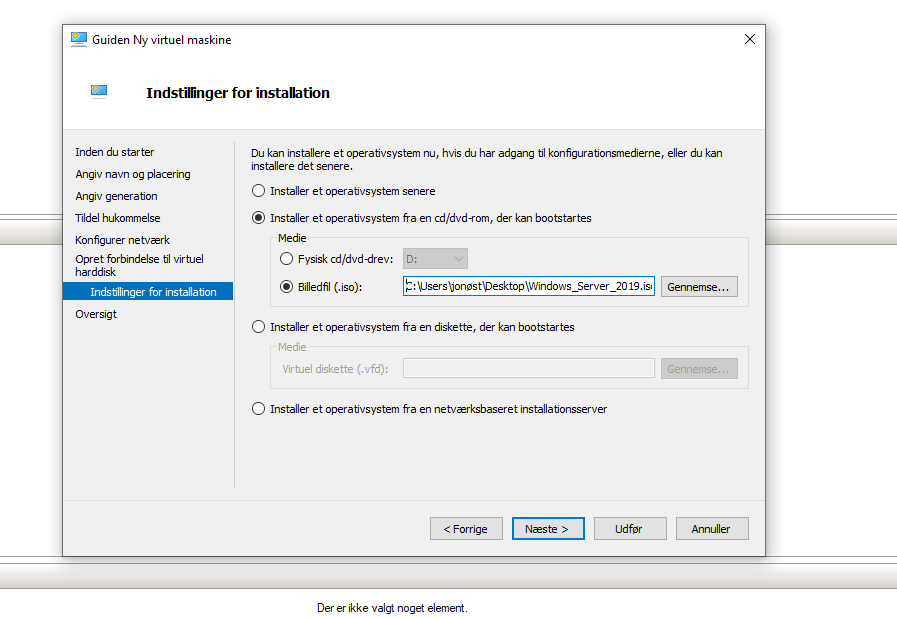 Guiden Ny virtuel maskine
Indstillinger for installation
Inden du starter
Angiv navn og placering
Angiv generation
Tildel hukommelse
Konfigurer netværk
Opret forbindelse til virtuel
harddisk
Indstillinger for installation
Oversigt
Du kan installere et operativsystem nu, hvis du har adgang til konfigurationsmedierne, eller du kan
installere det senere.
Installer et operativsystem senere
Installer et operativsystem fra en cd/dvd-rom, der kan bootstartes
Medie
Fysisk cd/dvd-drev: D:
Billedfil (.iso): C:\Users\jonøst\Desktop\Windows_Server_2019.iso Gennemse...
Installer et operativsystem fra en diskette, der kan bootstartes
Medie
Virtuel diskette (.vfd): Gennemse...
Installer et operativsystem fra en netværksbaseret installationsserver
< Forrige Næste > Udfør Annuller
Der er ikke valgt noget element.